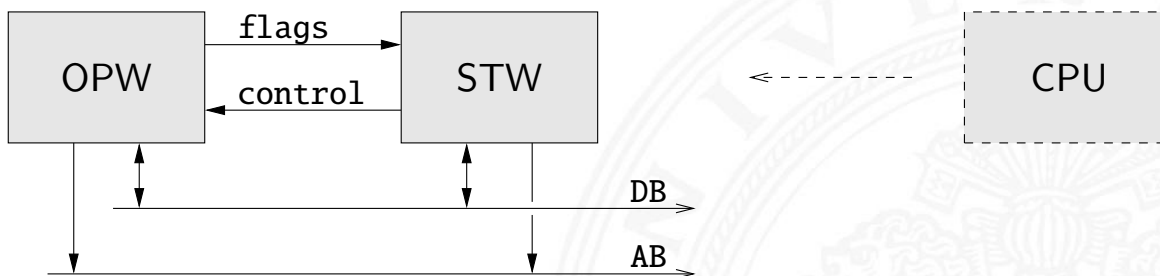 flags
OPW
STW
CPU
control
DB
AB